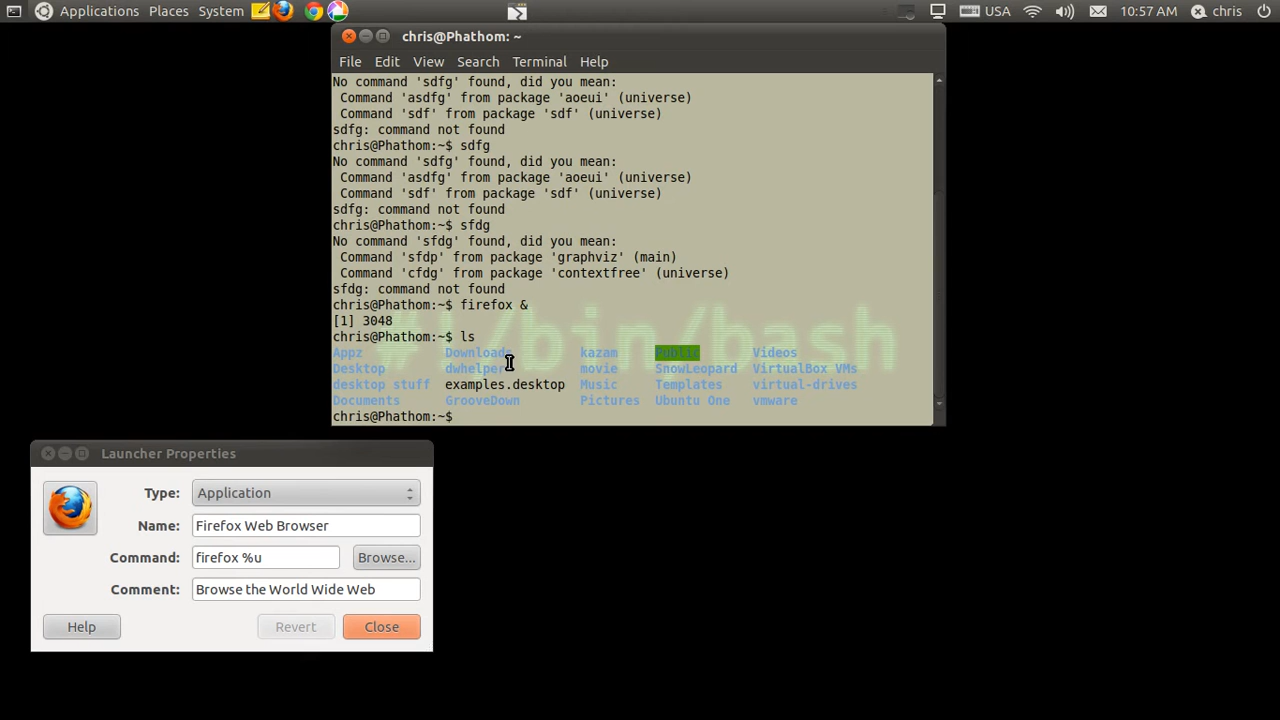 Applications Places System USA 10:57 AM chris
chris@Phathom: ~
File Edit View Search Terminal Help
No command 'sdfg' found, did you mean:
 Command 'asdfg' from package 'aoeui' (universe)
 Command 'sdf' from package 'sdf' (universe)
sdfg: command not found
chris@Phathom:~$ sdfg
No command 'sdfg' found, did you mean:
 Command 'asdfg' from package 'aoeui' (universe)
 Command 'sdf' from package 'sdf' (universe)
sdfg: command not found
chris@Phathom:~$ sfdg
No command 'sfdg' found, did you mean:
 Command 'sfdp' from package 'graphviz' (main)
 Command 'cfdg' from package 'contextfree' (universe)
sfdg: command not found
chris@Phathom:~$ firefox &
[1] 3048
chris@Phathom:~$ ls
#!/bin/bash
Appz Downloads kazam Public Videos
Desktop dwhelper movie SnowLeopard VirtualBox VMs
desktop stuff examples.desktop Music Templates virtual-drives
Documents GrooveDown Pictures Ubuntu One vmware
chris@Phathom:~$
Launcher Properties
Type: Application
Name: Firefox Web Browser
Command: firefox %u Browse...
Comment: Browse the World Wide Web
Help Revert Close